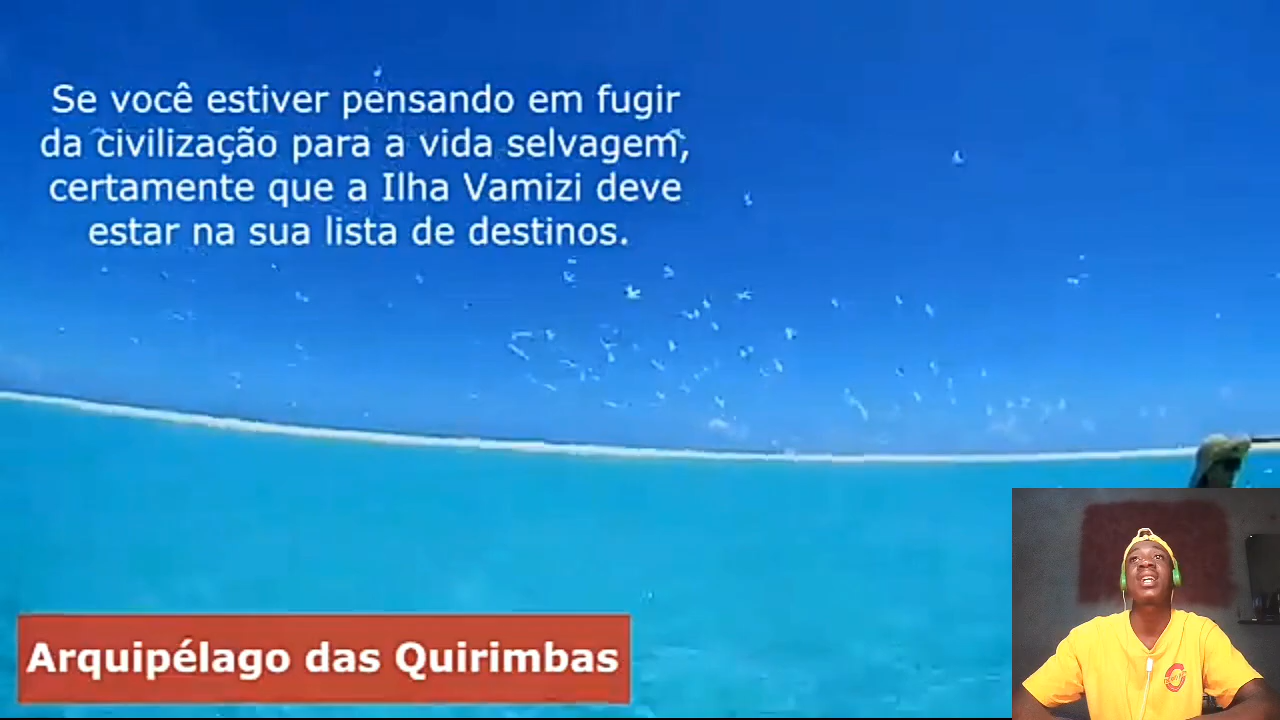 Se você estiver pensando em fugir
da civilização para a vida selvagem,
certamente que a Ilha Vamizi deve
estar na sua lista de destinos.
Arquipélago das Quirimbas